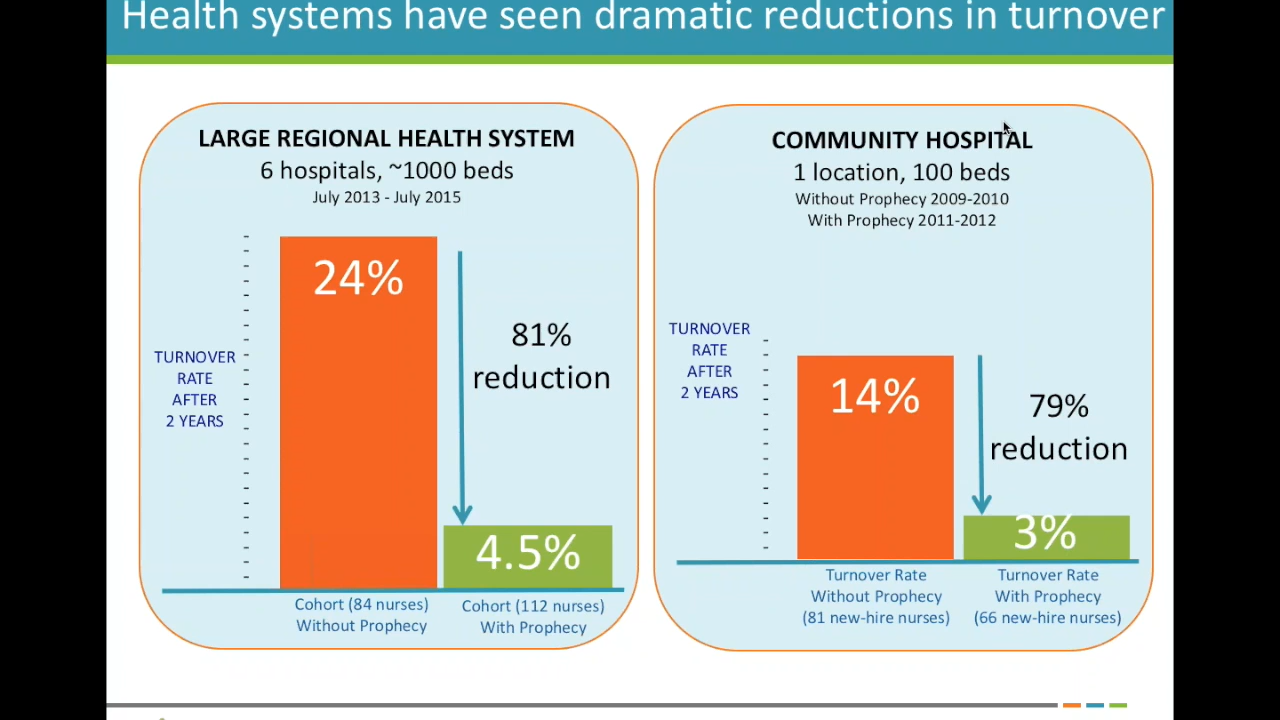 Health systems have seen dramatic reductions in turnover
LARGE REGIONAL HEALTH SYSTEM
6 hospitals, ~1000 beds
July 2013 - July 2015
24%
81%
reduction
TURNOVER
RATE
AFTER
2 YEARS
4.5%
Cohort (84 nurses)
Without Prophecy
Cohort (112 nurses)
With Prophecy
COMMUNITY HOSPITAL
1 location, 100 beds
Without Prophecy 2009-2010
With Prophecy 2011-2012
TURNOVER
RATE
AFTER
2 YEARS
14%
79%
reduction
3%
Turnover Rate
Without Prophecy
(81 new-hire nurses)
Turnover Rate
With Prophecy
(66 new-hire nurses)